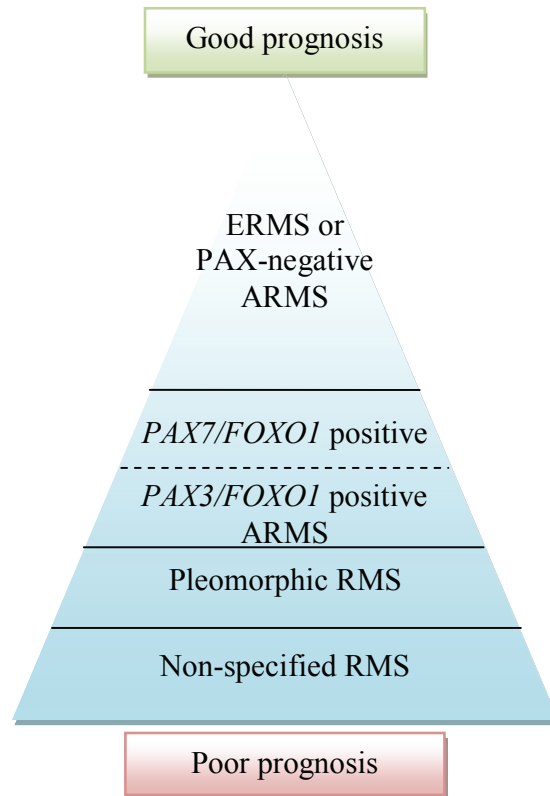 Good prognosis
ERMS or
PAX-negative
ARMS
PAX7/FOXO1 positive
PAX3/FOXO1 positive
ARMS
Pleomorphic RMS
Non-specified RMS
Poor prognosis